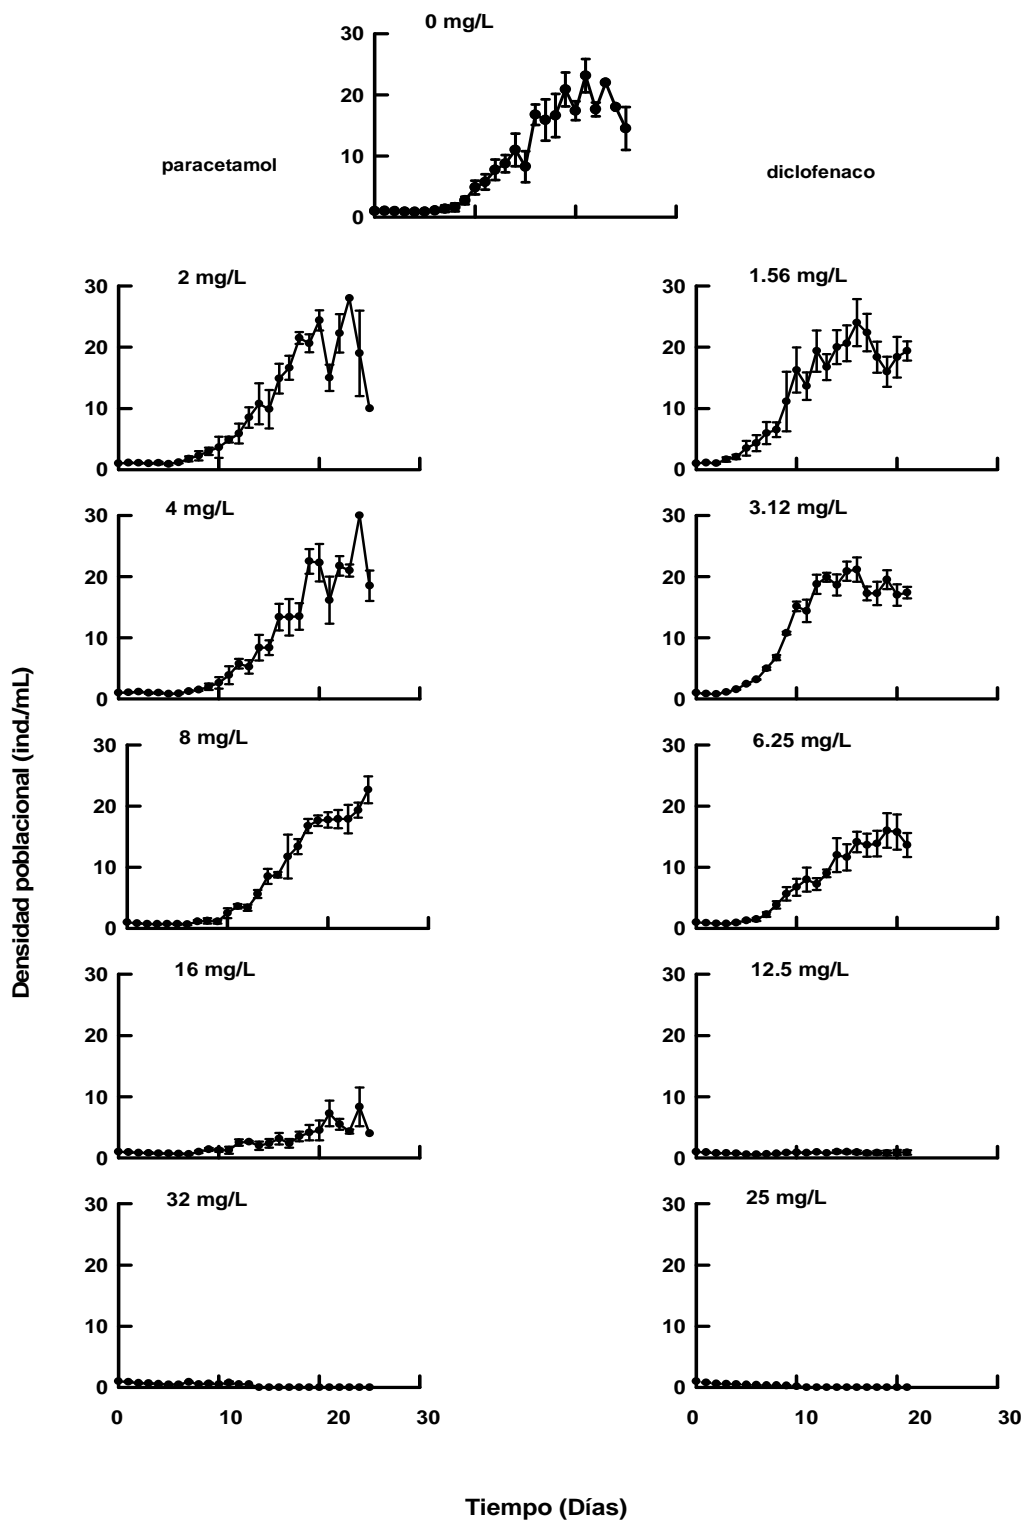 0 mg/L
30
20
10
0
paracetamol
diclofenaco
2 mg/L
30
20
10
0
1.56 mg/L
30
20
10
0
4 mg/L
30
20
10
0
3.12 mg/L
30
20
10
0
8 mg/L
30
20
10
0
6.25 mg/L
30
20
10
0
16 mg/L
30
20
10
0
12.5 mg/L
30
20
10
0
32 mg/L
30
20
10
0
0 10 20 30
25 mg/L
30
20
10
0
0 10 20 30
Densidad poblacional (ind./mL)
Tiempo (Días)